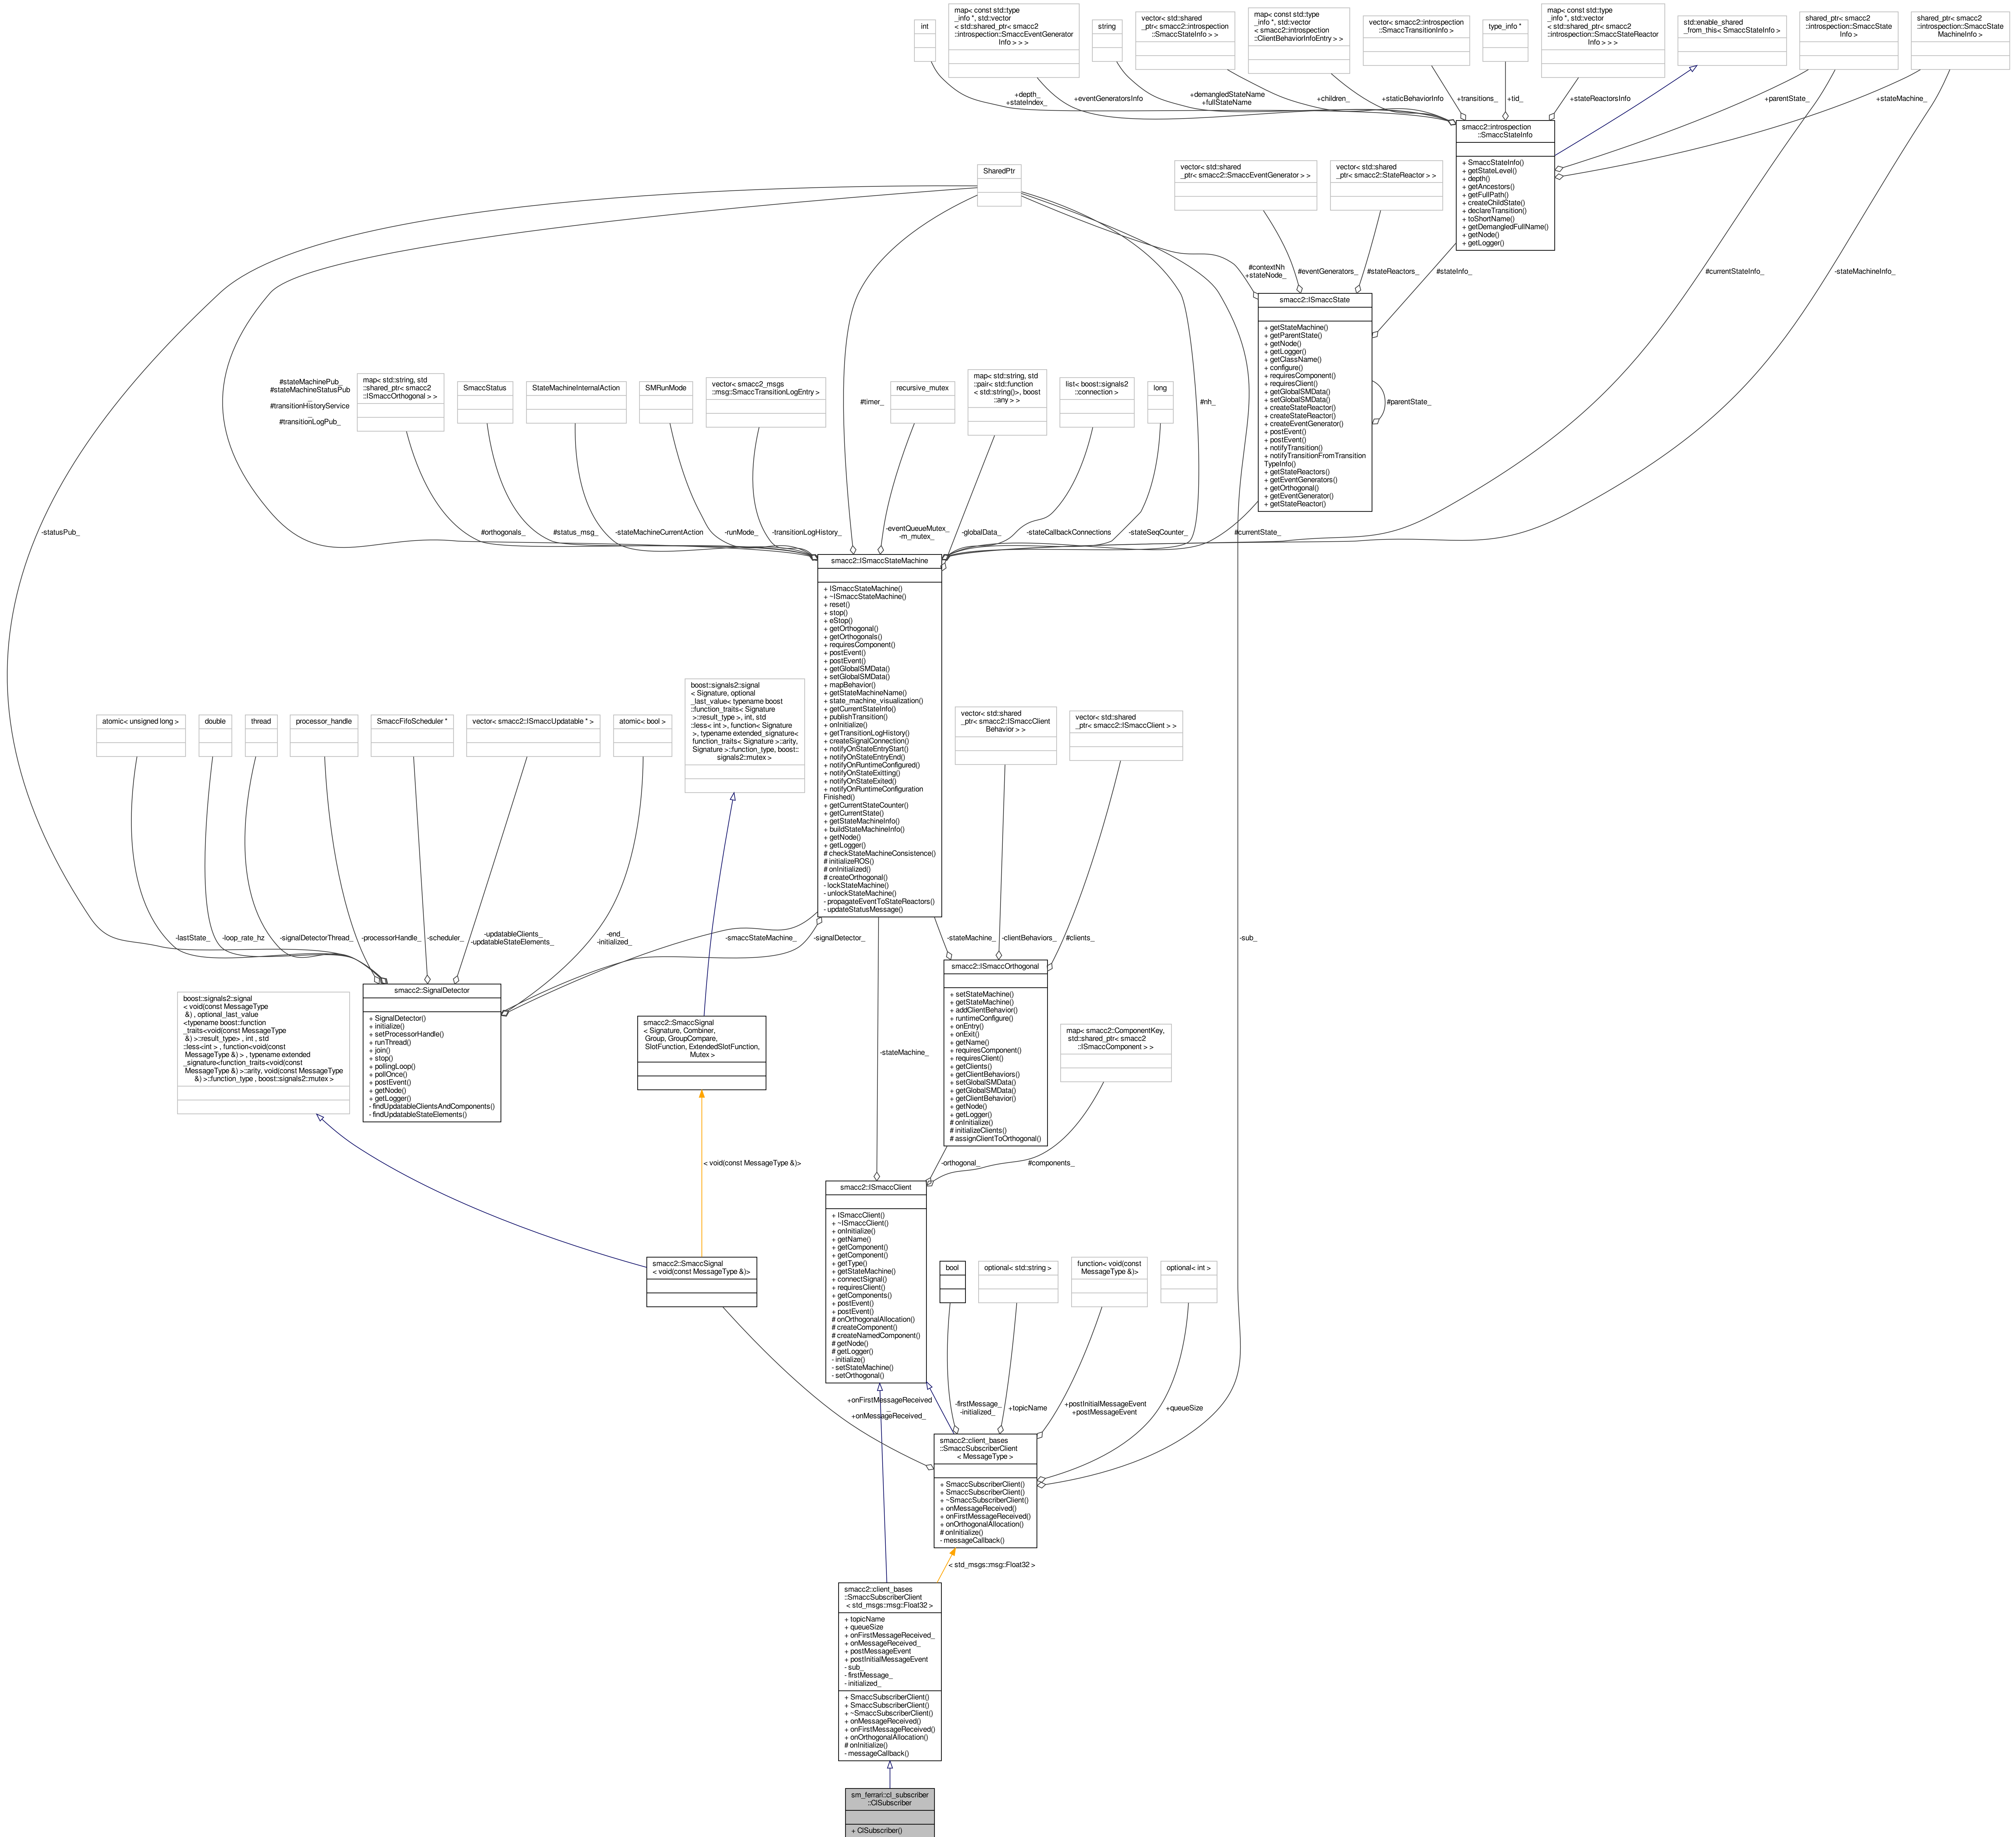 int
map< const std::type
_info *, std::vector
< std::shared_ptr< smacc2
::introspection::SmaccEventGenerator
Info > > >
string
vector< std::shared
_ptr< smacc2::introspection
::SmaccStateInfo > >
map< const std::type
_info *, std::vector
< smacc2::introspection
::ClientBehaviorInfoEntry > >
vector< smacc2::introspection
::SmaccTransitionInfo >
type_info *
map< const std::type
_info *, std::vector
< std::shared_ptr< smacc2
::introspection::SmaccStateReactor
Info > > >
std::enable_shared
_from_this< SmaccStateInfo >
shared_ptr< smacc2
::introspection::SmaccState
Info >
shared_ptr< smacc2
::introspection::SmaccState
MachineInfo >
+depth_
+stateIndex_
+eventGeneratorsInfo
+demangledStateName
+fullStateName
+children_
+staticBehaviorInfo
+transitions_
+tid_
+stateReactorsInfo
+parentState_
+stateMachine_
smacc2::introspection
::SmaccStateInfo
+ SmaccStateInfo()
+ getStateLevel()
+ depth()
+ getAncestors()
+ getFullPath()
+ createChildState()
+ declareTransition()
+ toShortName()
+ getDemangledFullName()
+ getNode()
+ getLogger()
SharedPtr
vector< std::shared
_ptr< smacc2::SmaccEventGenerator > >
vector< std::shared
_ptr< smacc2::StateReactor > >
#contextNh
+stateNode_
#eventGenerators_
#stateReactors_
#stateInfo_
#currentStateInfo_
-stateMachineInfo_
smacc2::ISmaccState
+ getStateMachine()
+ getParentState()
+ getNode()
+ getLogger()
+ getClassName()
+ configure()
+ requiresComponent()
+ requiresClient()
+ getGlobalSMData()
+ setGlobalSMData()
+ createStateReactor()
+ createStateReactor()
+ createEventGenerator()
+ postEvent()
+ postEvent()
+ notifyTransition()
+ notifyTransitionFromTransition
TypeInfo()
+ getStateReactors()
+ getEventGenerators()
+ getOrthogonal()
+ getEventGenerator()
+ getStateReactor()
#parentState_
#stateMachinePub_
#stateMachineStatusPub
_
#transitionHistoryService
_
#transitionLogPub_
map< std::string, std
::shared_ptr< smacc2
::ISmaccOrthogonal > >
SmaccStatus
StateMachineInternalAction
SMRunMode
vector< smacc2_msgs
::msg::SmaccTransitionLogEntry >
#timer_
recursive_mutex
map< std::string, std
::pair< std::function
< std::string()>, boost
::any > >
list< boost::signals2
::connection >
long
#nh_
-statusPub_
#orthogonals_
#status_msg_
-stateMachineCurrentAction
-runMode_
-transitionLogHistory_
-eventQueueMutex_
-m_mutex_
-globalData_
-stateCallbackConnections
-stateSeqCounter_
#currentState_
smacc2::ISmaccStateMachine
+ ISmaccStateMachine()
+ ~ISmaccStateMachine()
+ reset()
+ stop()
+ eStop()
+ getOrthogonal()
+ getOrthogonals()
+ requiresComponent()
+ postEvent()
+ postEvent()
+ getGlobalSMData()
+ setGlobalSMData()
+ mapBehavior()
+ getStateMachineName()
+ state_machine_visualization()
+ getCurrentStateInfo()
+ publishTransition()
+ onInitialize()
+ getTransitionLogHistory()
+ createSignalConnection()
+ notifyOnStateEntryStart()
+ notifyOnStateEntryEnd()
+ notifyOnRuntimeConfigured()
+ notifyOnStateExitting()
+ notifyOnStateExited()
+ notifyOnRuntimeConfiguration
Finished()
+ getCurrentStateCounter()
+ getCurrentState()
+ getStateMachineInfo()
+ buildStateMachineInfo()
+ getNode()
+ getLogger()
# checkStateMachineConsistence()
# initializeROS()
# onInitialized()
# createOrthogonal()
- lockStateMachine()
- unlockStateMachine()
- propagateEventToStateReactors()
- updateStatusMessage()
atomic< unsigned long >
double
thread
processor_handle
SmaccFifoScheduler *
vector< smacc2::ISmaccUpdatable * >
atomic< bool >
boost::signals2::signal
< Signature, optional
_last_value< typename boost
::function_traits< Signature
>::result_type >, int, std
::less< int >, function< Signature
>, typename extended_signature<
function_traits< Signature >::arity,
Signature >::function_type, boost::
signals2::mutex >
vector< std::shared
_ptr< smacc2::ISmaccClient
Behavior > >
vector< std::shared
_ptr< smacc2::ISmaccClient > >
-lastState_
-loop_rate_hz
-signalDetectorThread_
-processorHandle_
-scheduler_
-updatableClients_
-updatableStateElements_
-end_
-initialized_
-smaccStateMachine_
-signalDetector_
-stateMachine_
-clientBehaviors_
#clients_
-sub_
smacc2::SignalDetector
+ SignalDetector()
+ initialize()
+ setProcessorHandle()
+ runThread()
+ join()
+ stop()
+ pollingLoop()
+ pollOnce()
+ postEvent()
+ getNode()
+ getLogger()
- findUpdatableClientsAndComponents()
- findUpdatableStateElements()
boost::signals2::signal
< void(const MessageType
&) , optional_last_value
<typename boost::function
_traits<void(const MessageType
&) >::result_type> , int , std
::less<int > , function<void(const
MessageType &) > , typename extended
_signature<function_traits<void(const
MessageType &) >::arity, void(const MessageType
&) >::function_type , boost::signals2::mutex >
smacc2::SmaccSignal
< Signature, Combiner,
Group, GroupCompare,
SlotFunction, ExtendedSlotFunction,
Mutex >
smacc2::ISmaccOrthogonal
+ setStateMachine()
+ getStateMachine()
+ addClientBehavior()
+ runtimeConfigure()
+ onEntry()
+ onExit()
+ getName()
+ requiresComponent()
+ requiresClient()
+ getClients()
+ getClientBehaviors()
+ setGlobalSMData()
+ getGlobalSMData()
+ getClientBehavior()
+ getNode()
+ getLogger()
# onInitialize()
# initializeClients()
# assignClientToOrthogonal()
map< smacc2::ComponentKey,
std::shared_ptr< smacc2
::ISmaccComponent > >
-stateMachine_
< void(const MessageType &)>
-orthogonal_
#components_
smacc2::ISmaccClient
+ ISmaccClient()
+ ~ISmaccClient()
+ onInitialize()
+ getName()
+ getComponent()
+ getComponent()
+ getType()
+ getStateMachine()
+ connectSignal()
+ requiresClient()
+ getComponents()
+ postEvent()
+ postEvent()
# onOrthogonalAllocation()
# createComponent()
# createNamedComponent()
# getNode()
# getLogger()
- initialize()
- setStateMachine()
- setOrthogonal()
smacc2::SmaccSignal
< void(const MessageType &)>
bool
optional< std::string >
function< void(const
MessageType &)>
optional< int >
+onFirstMessageReceived
_
+onMessageReceived_
-firstMessage_
-initialized_
+topicName
+postInitialMessageEvent
+postMessageEvent
+queueSize
smacc2::client_bases
::SmaccSubscriberClient
< MessageType >
+ SmaccSubscriberClient()
+ SmaccSubscriberClient()
+ ~SmaccSubscriberClient()
+ onMessageReceived()
+ onFirstMessageReceived()
+ onOrthogonalAllocation()
# onInitialize()
- messageCallback()
< std_msgs::msg::Float32 >
smacc2::client_bases
::SmaccSubscriberClient
< std_msgs::msg::Float32 >
+ topicName
+ queueSize
+ onFirstMessageReceived_
+ onMessageReceived_
+ postMessageEvent
+ postInitialMessageEvent
- sub_
- firstMessage_
- initialized_
+ SmaccSubscriberClient()
+ SmaccSubscriberClient()
+ ~SmaccSubscriberClient()
+ onMessageReceived()
+ onFirstMessageReceived()
+ onOrthogonalAllocation()
# onInitialize()
- messageCallback()
sm_ferrari::cl_subscriber
::ClSubscriber
+ ClSubscriber()